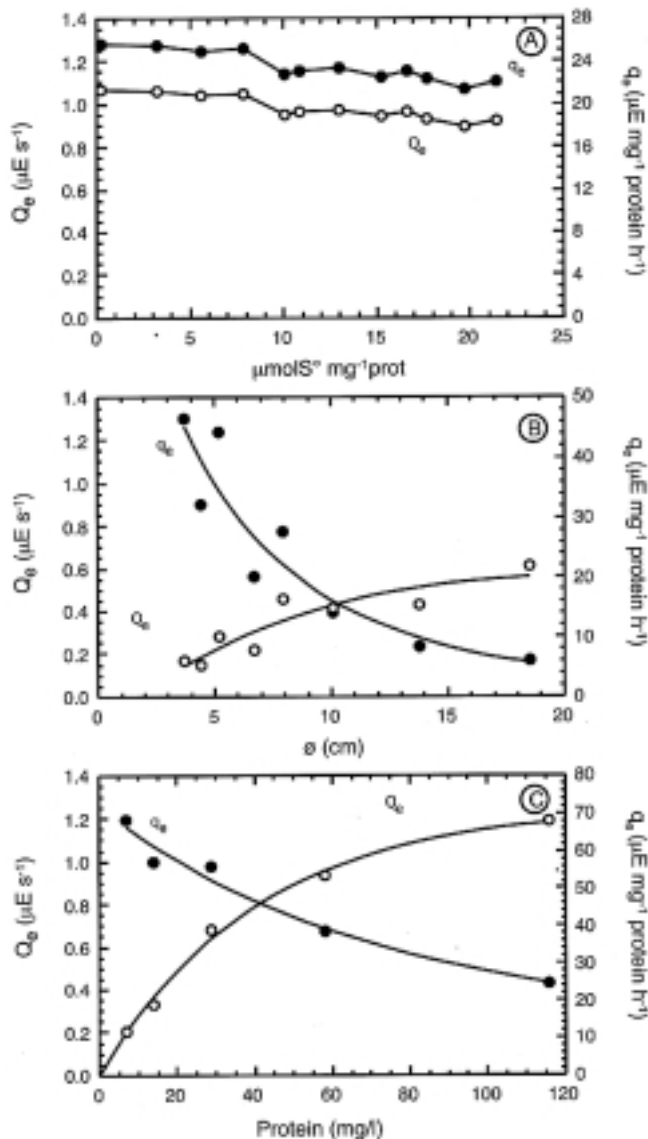 A
1.4
1.2
1.0
0.8
0.6
0.4
0.2
0.0
Qe (µE s⁻¹)
28
24
20
16
12
8
4
0
qe (µE mg⁻¹ protein h⁻¹)
qe
Qe
0 5 10 15 20 25
µmolS° mg⁻¹prot
B
1.4
1.2
1.0
0.8
0.6
0.4
0.2
0.0
Qe (µE s⁻¹)
50
40
30
20
10
0
qe (µE mg⁻¹ protein h⁻¹)
qe
Qe
0 5 10 15 20
ø (cm)
C
1.4
1.2
1.0
0.8
0.6
0.4
0.2
0.0
Qe (µE s⁻¹)
80
70
60
50
40
30
20
10
0
qe (µE mg⁻¹ protein h⁻¹)
qe
Qe
0 20 40 60 80 100 120
Protein (mg/l)